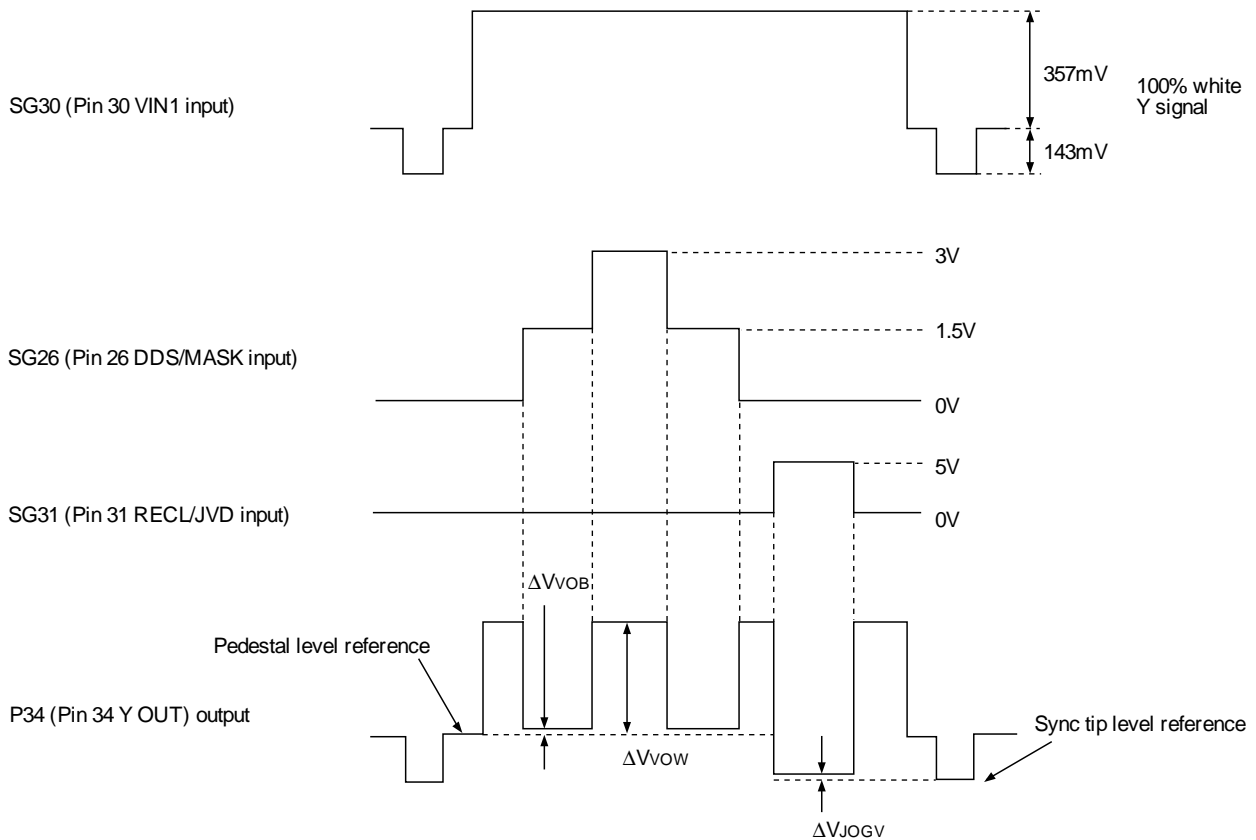 SG30 (Pin 30 VIN1 input)
357mV
100% white
Y signal
143mV
3V
1.5V
SG26 (Pin 26 DDS/MASK input)
0V
5V
SG31 (Pin 31 RECL/JVD input)
0V
ΔVVOB
Pedestal level reference
P34 (Pin 34 Y OUT) output
Sync tip level reference
ΔVVOW
ΔVJOGV